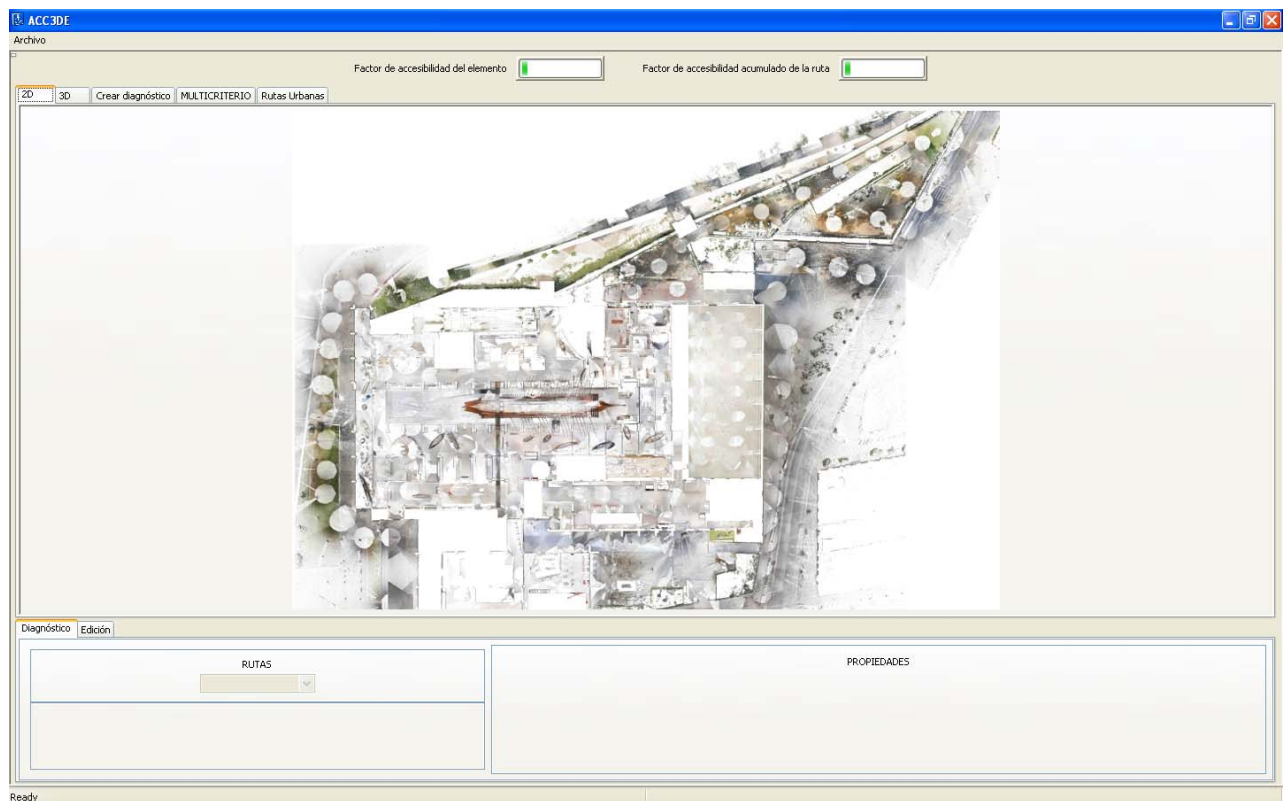 ACC3DE
Archivo
Factor de accesibilidad del elemento Factor de accesibilidad acumulado de la ruta
2D 3D Crear diagnóstico MULTICRITERIO Rutas Urbanas
Diagnóstico Edición
RUTAS
PROPIEDADES
Ready